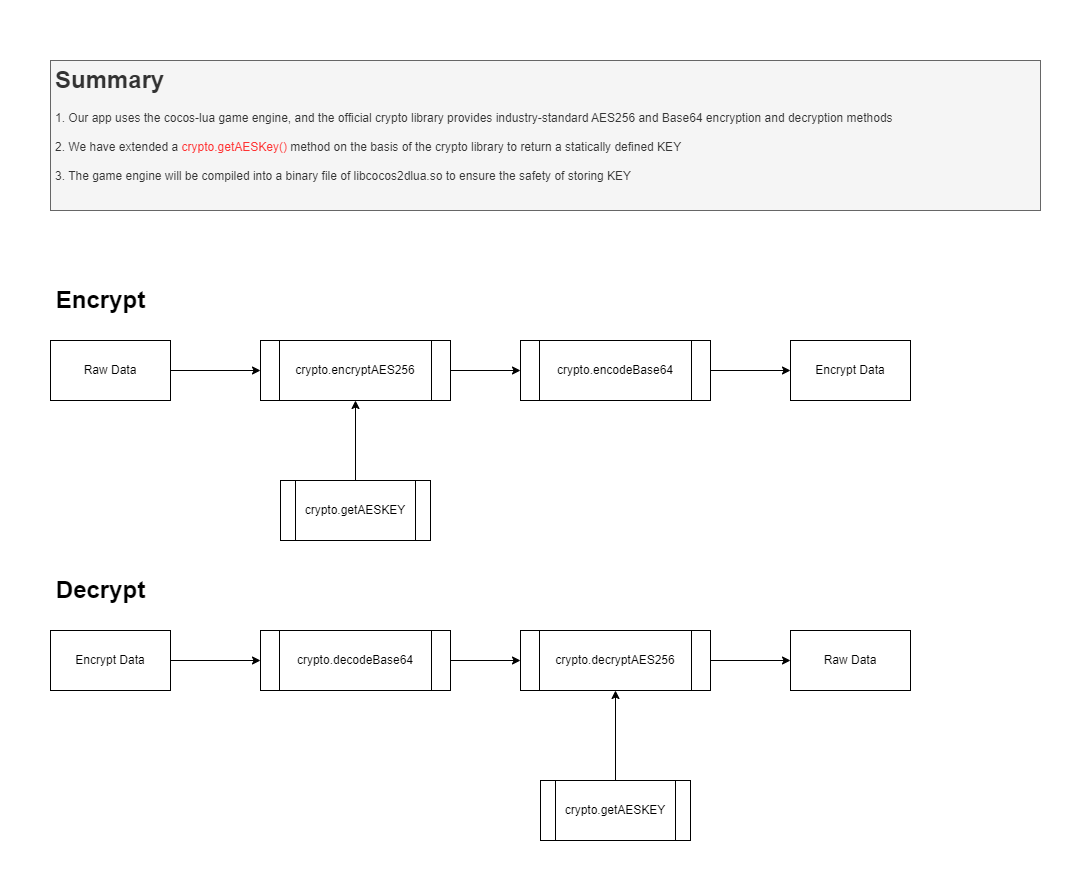 Summary
1. Our app uses the cocos-lua game engine, and the official crypto library provides industry-standard AES256 and Base64 encryption and decryption methods
2. We have extended a crypto.getAESKey() method on the basis of the crypto library to return a statically defined KEY
3. The game engine will be compiled into a binary file of libcocos2dlua.so to ensure the safety of storing KEY
Encrypt
Raw Data
crypto.encryptAES256
crypto.encodeBase64
Encrypt Data
crypto.getAESKEY
Decrypt
Encrypt Data
crypto.decodeBase64
crypto.decryptAES256
Raw Data
crypto.getAESKEY